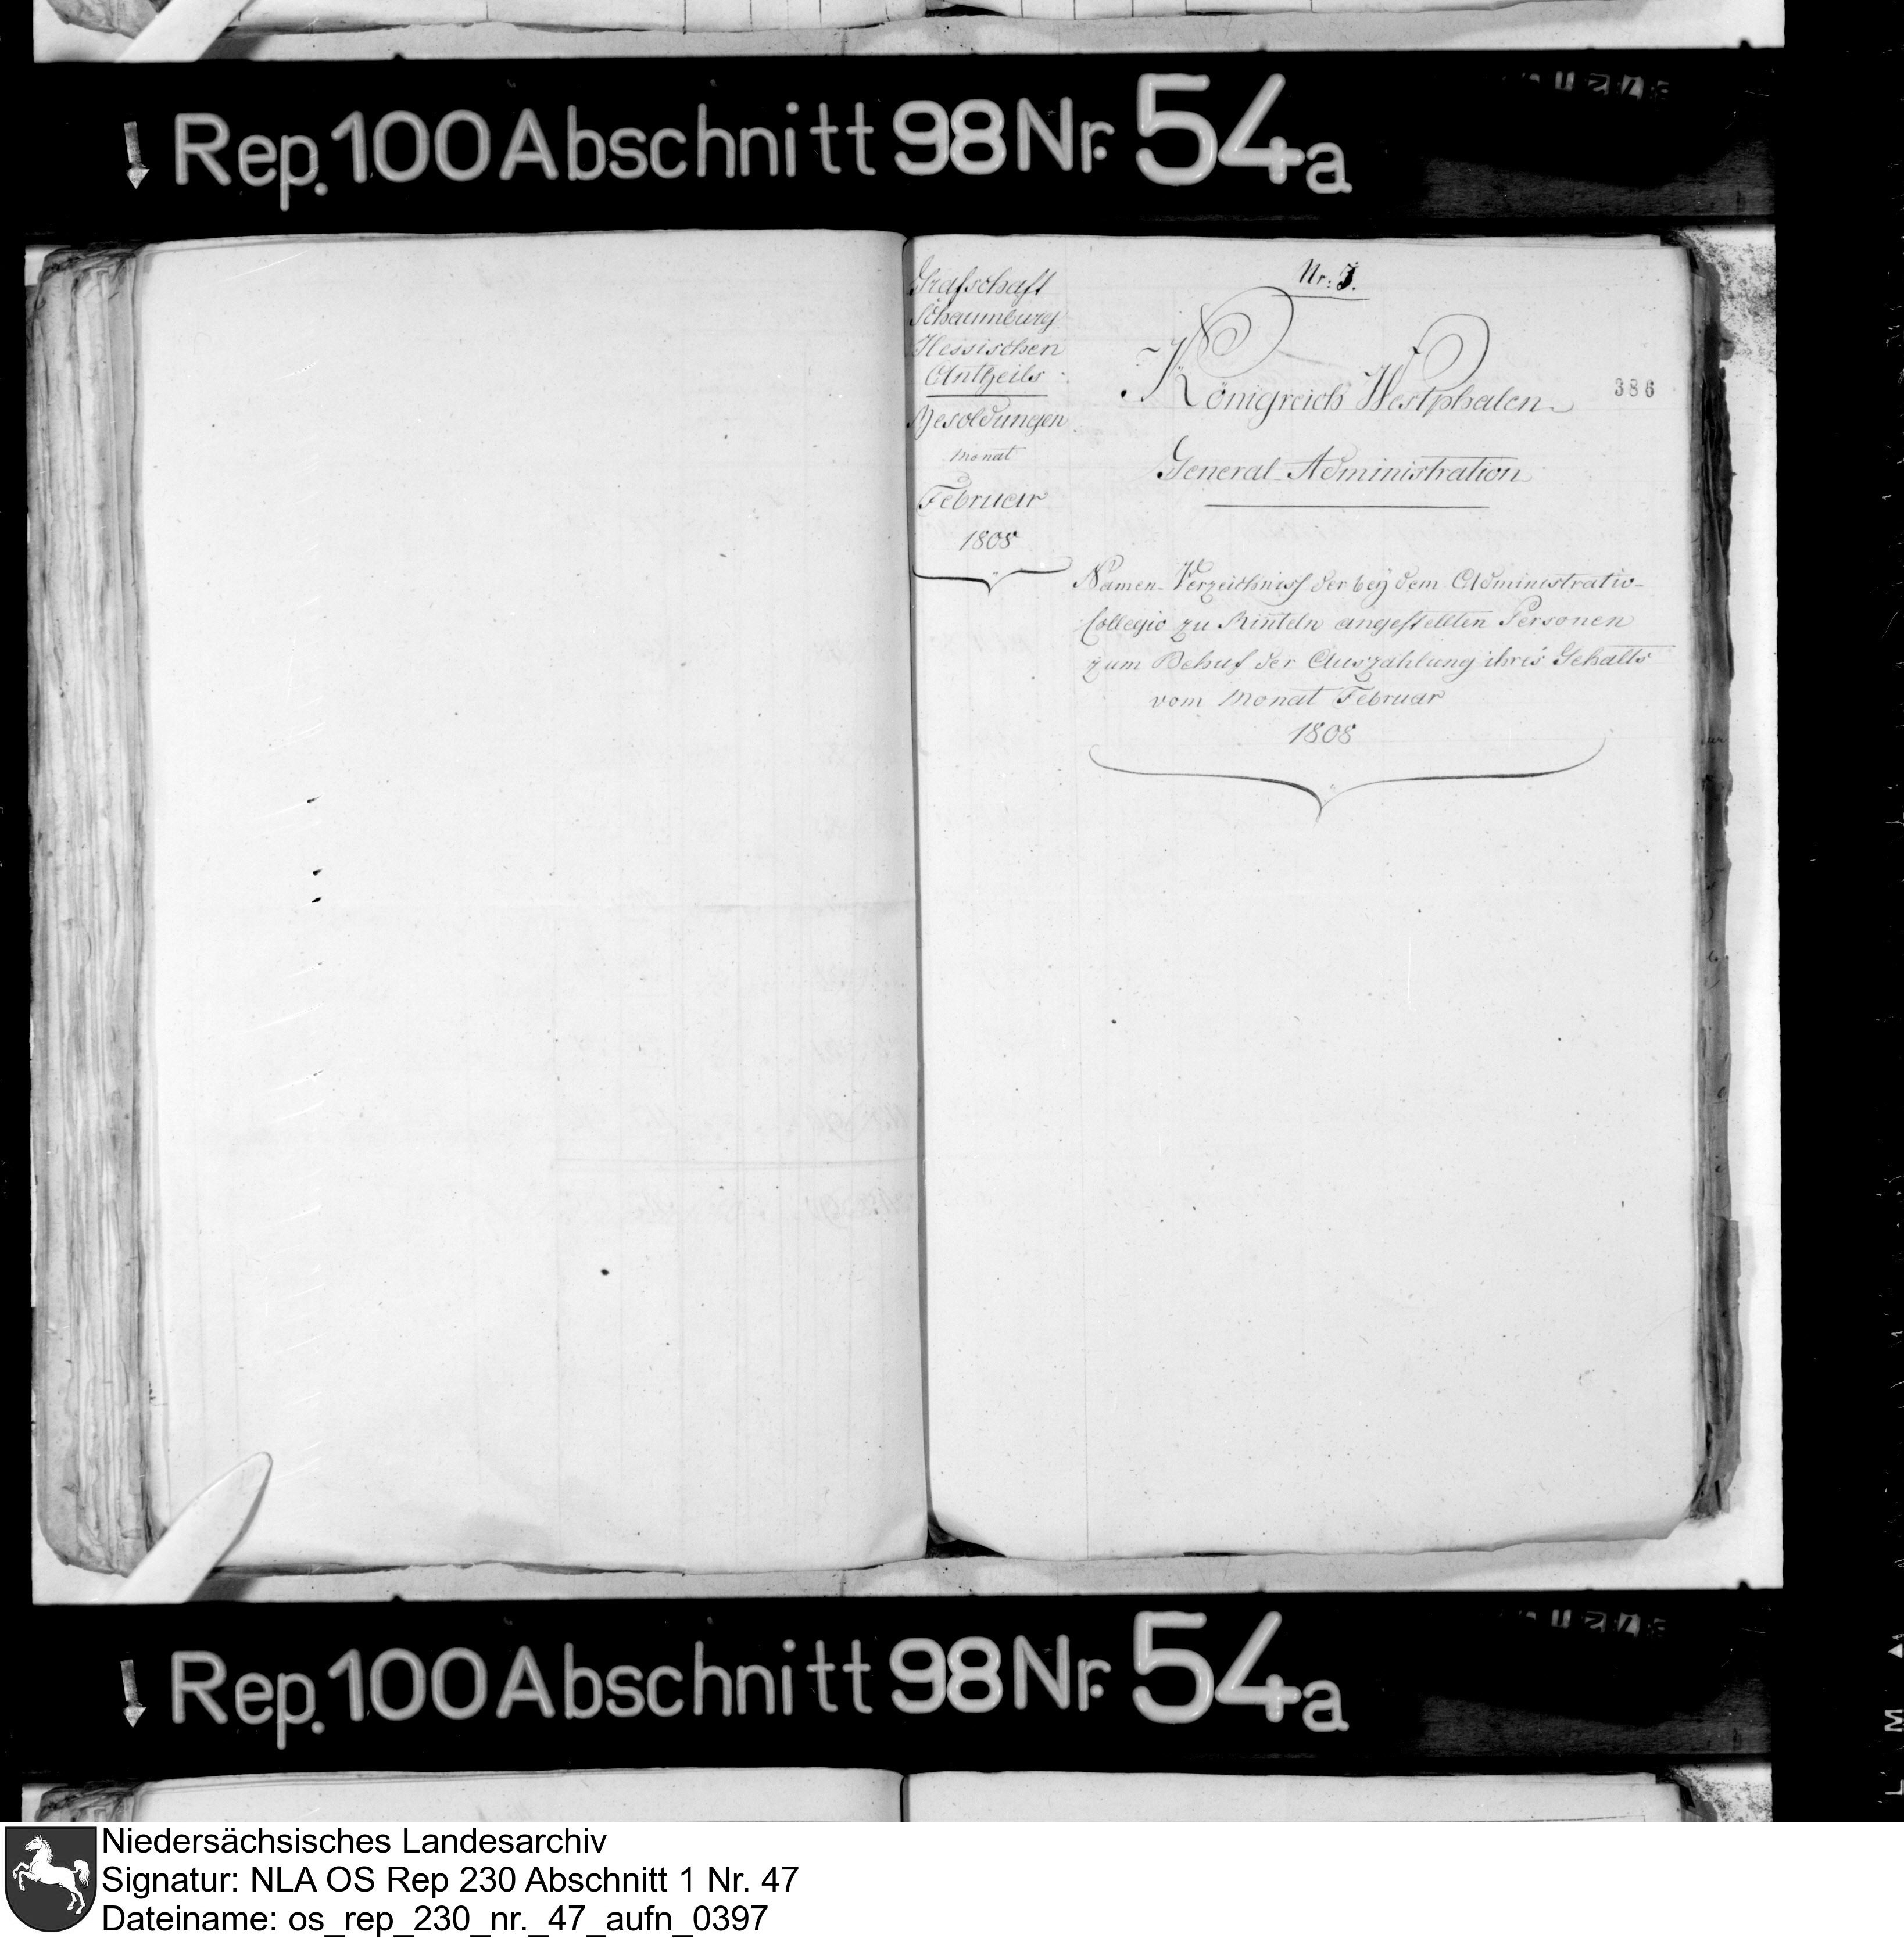 Rep. 100 Abschnitt 98 Nr. 54a
Grafschaft
Schaumburg
Hessischen
Antheils
Besoldungen
Monat
Februar
1808
Nr: 3.
386
Königreich Westphalen
General-Administration
Namen-Verzeichniss der bey dem Administrativ-
Collegio zu Rinteln angestellten Personen
zum Behuf der Auszahlung ihres Gehalts
vom Monat Februar
1808
Rep. 100 Abschnitt 98 Nr. 54a
Niedersächsisches Landesarchiv
Signatur: NLA OS Rep 230 Abschnitt 1 Nr. 47
Dateiname: os_rep_230_nr._47_aufn_0397